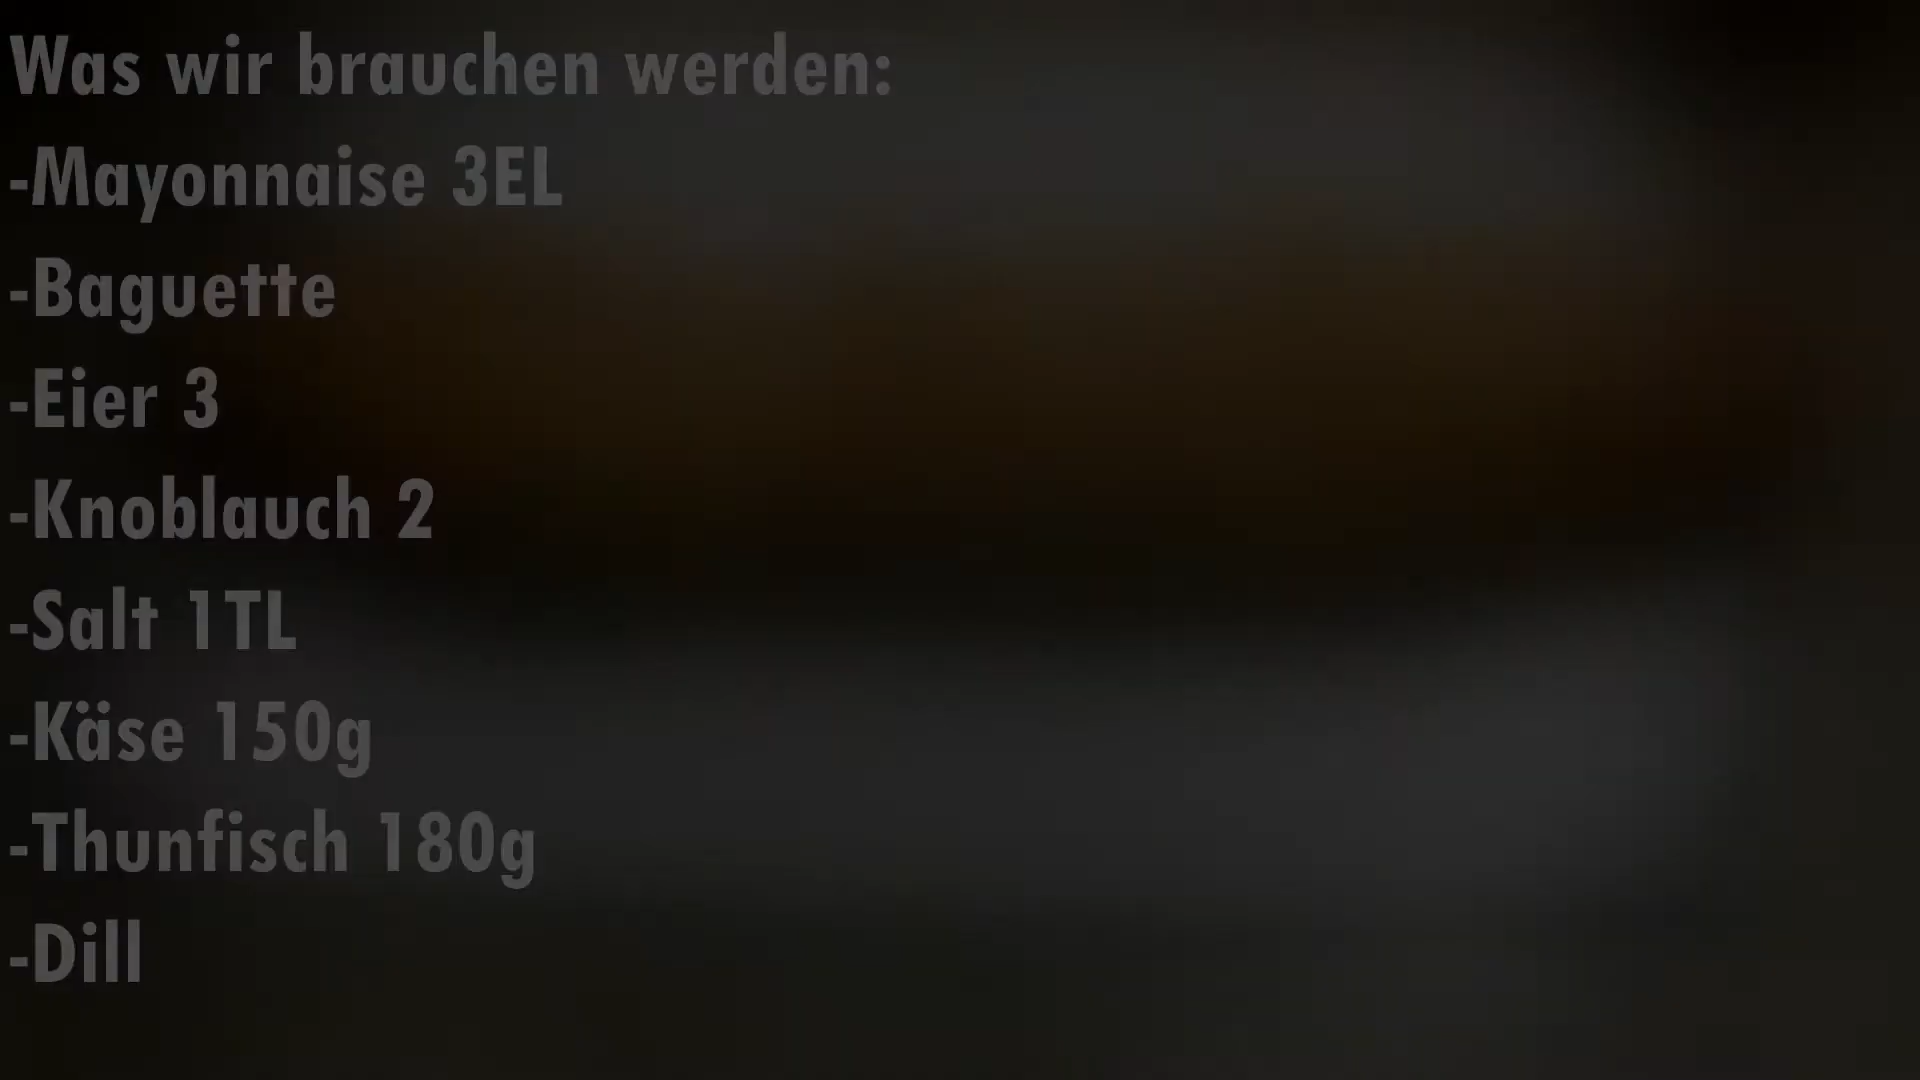 Was wir brauchen werden:
-Mayonnaise 3EL
-Baguette
-Eier 3
-Knoblauch 2
-Salt 1TL
-Käse 150g
-Thunfisch 180g
-Dill